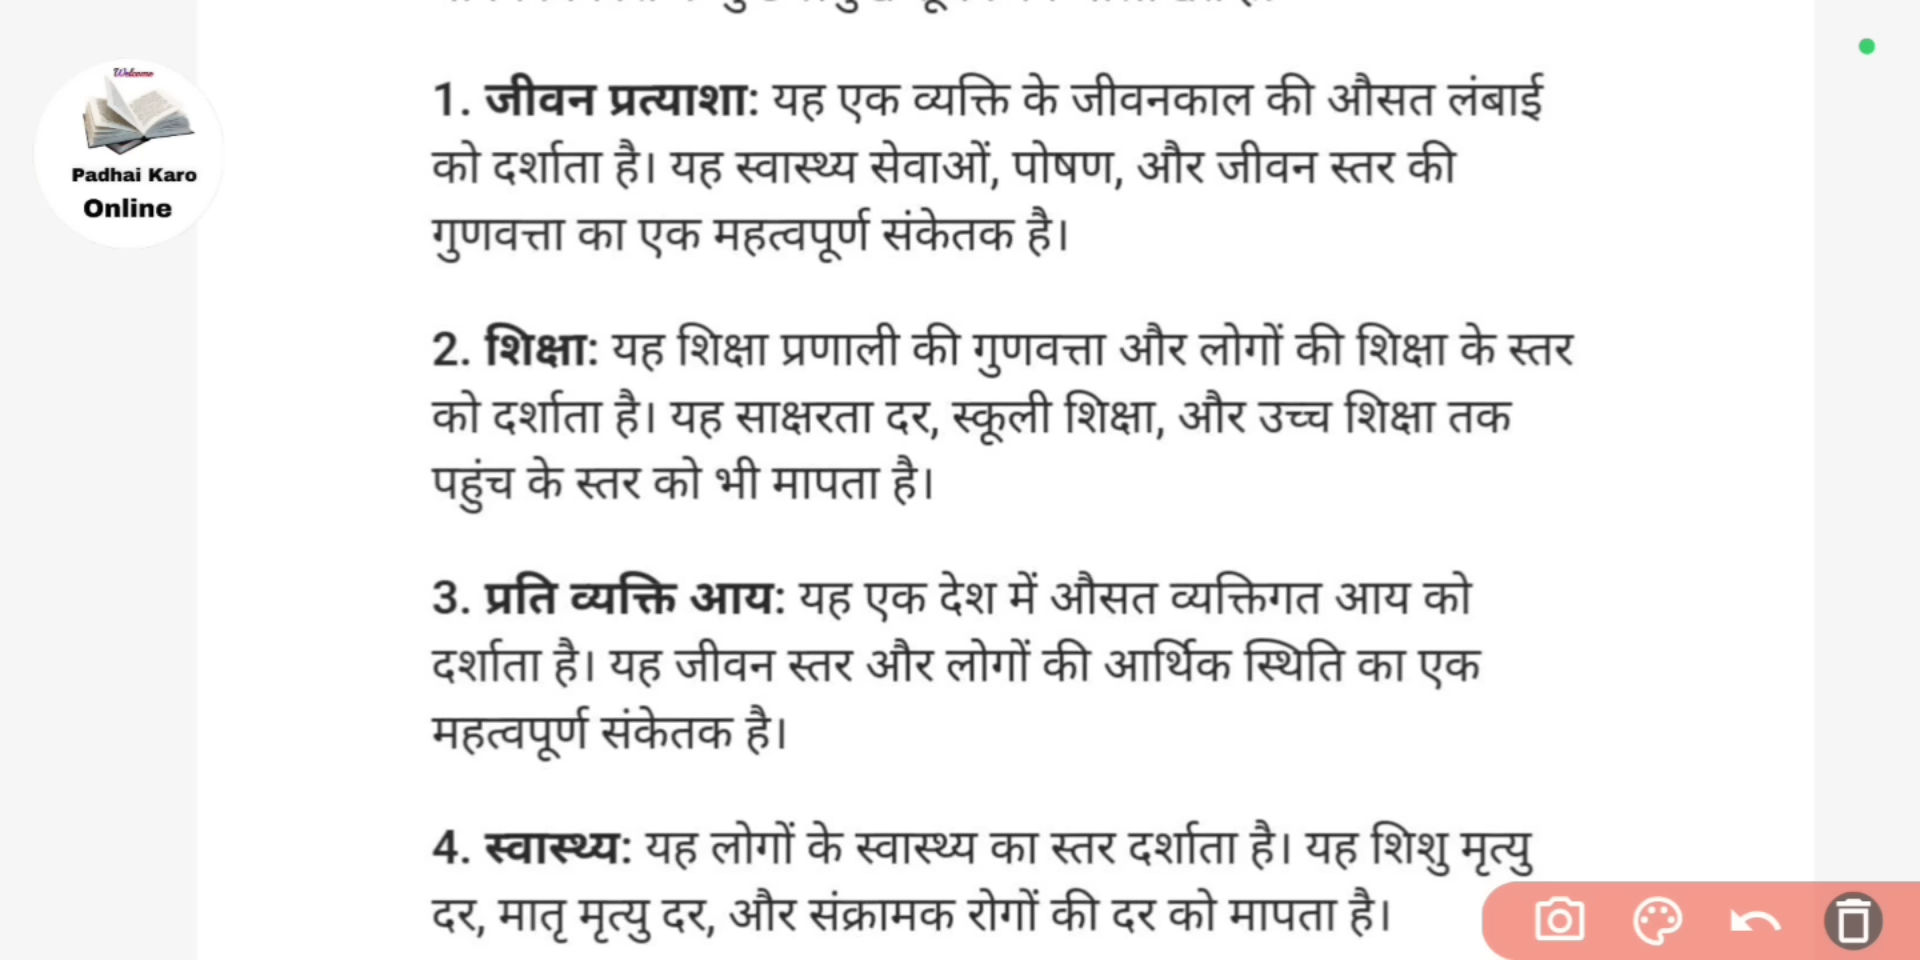 Welcome
Padhai Karo
Online
1. जीवन प्रत्याशा: यह एक व्यक्ति के जीवनकाल की औसत लंबाई
को दर्शाता है। यह स्वास्थ्य सेवाओं, पोषण, और जीवन स्तर की
गुणवत्ता का एक महत्वपूर्ण संकेतक है।
2. शिक्षा: यह शिक्षा प्रणाली की गुणवत्ता और लोगों की शिक्षा के स्तर
को दर्शाता है। यह साक्षरता दर, स्कूली शिक्षा, और उच्च शिक्षा तक
पहुंच के स्तर को भी मापता है।
3. प्रति व्यक्ति आय: यह एक देश में औसत व्यक्तिगत आय को
दर्शाता है। यह जीवन स्तर और लोगों की आर्थिक स्थिति का एक
महत्वपूर्ण संकेतक है।
4. स्वास्थ्य: यह लोगों के स्वास्थ्य का स्तर दर्शाता है। यह शिशु मृत्यु
दर, मातृ मृत्यु दर, और संक्रामक रोगों की दर को मापता है।